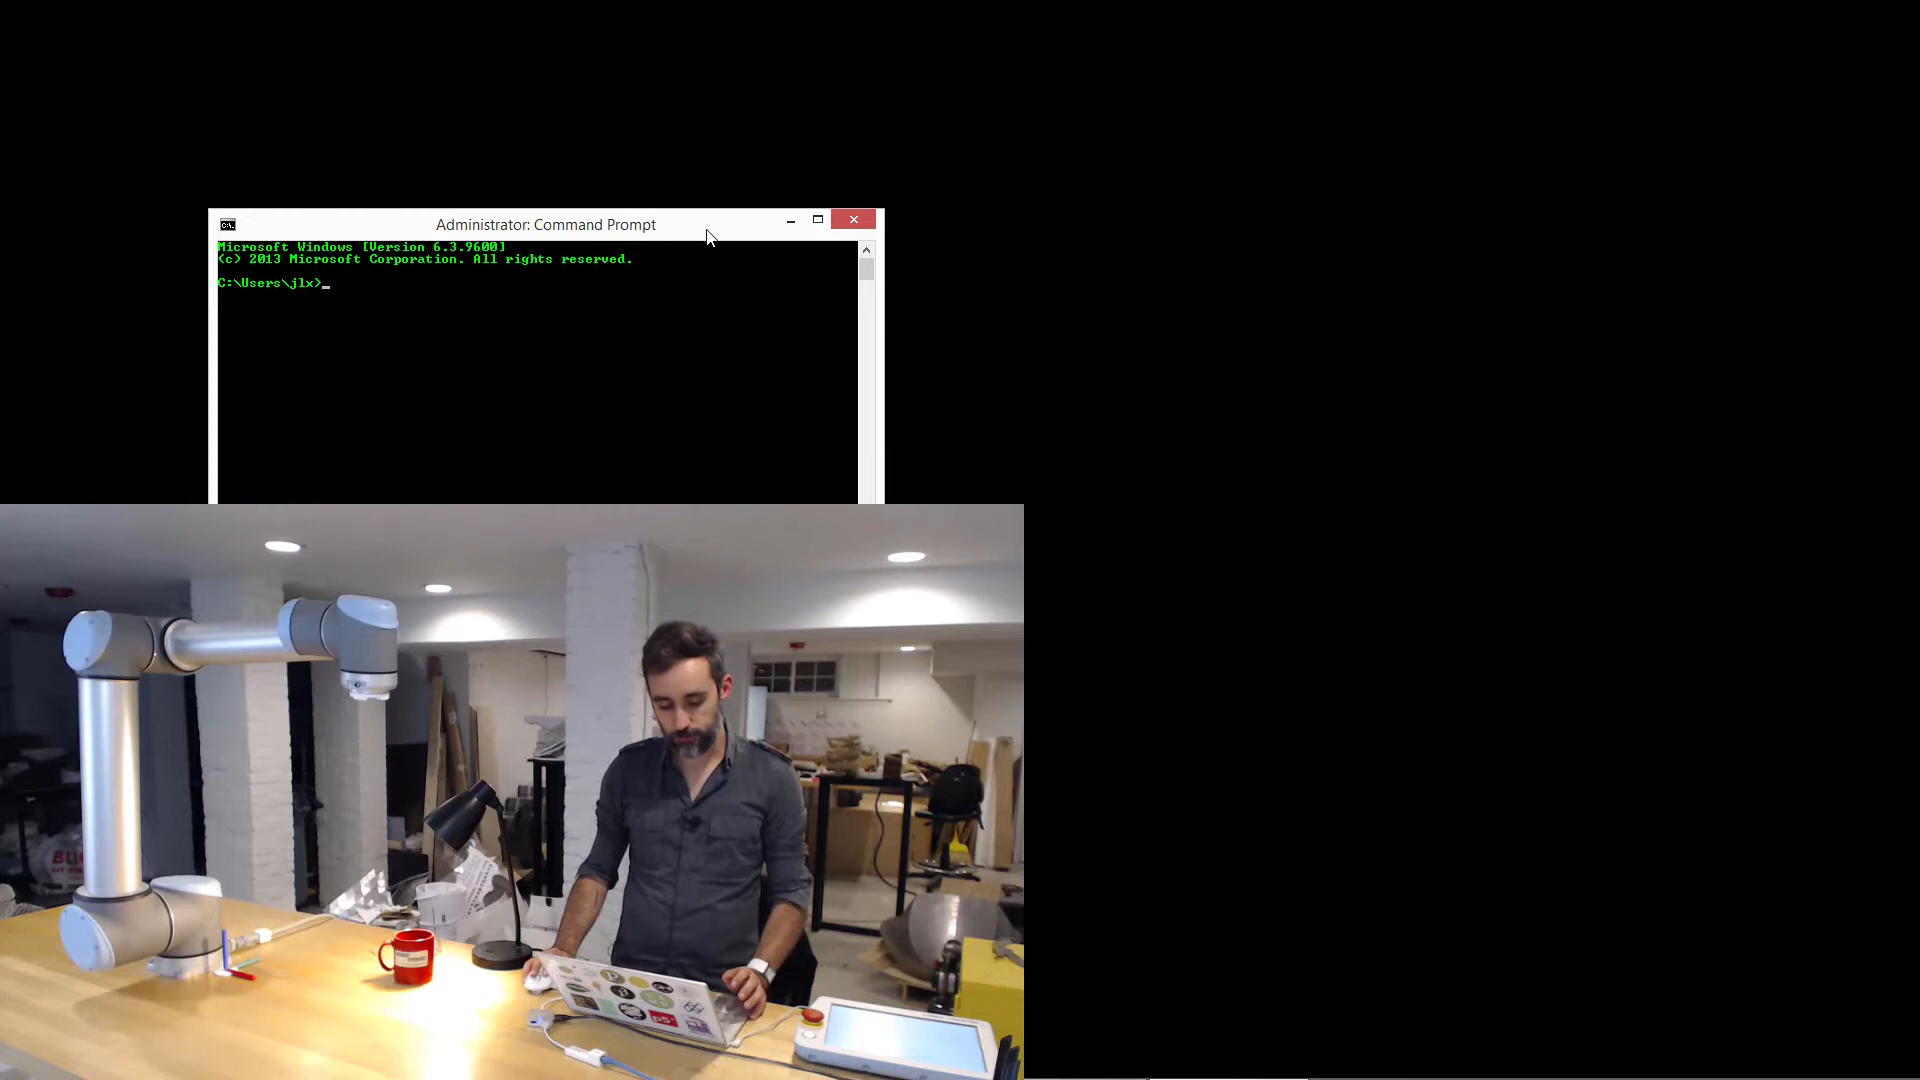 Administrator: Command Prompt
Microsoft Windows [Version 6.3.9600]
(c) 2013 Microsoft Corporation. All rights reserved.
C:\Users\jlx>_